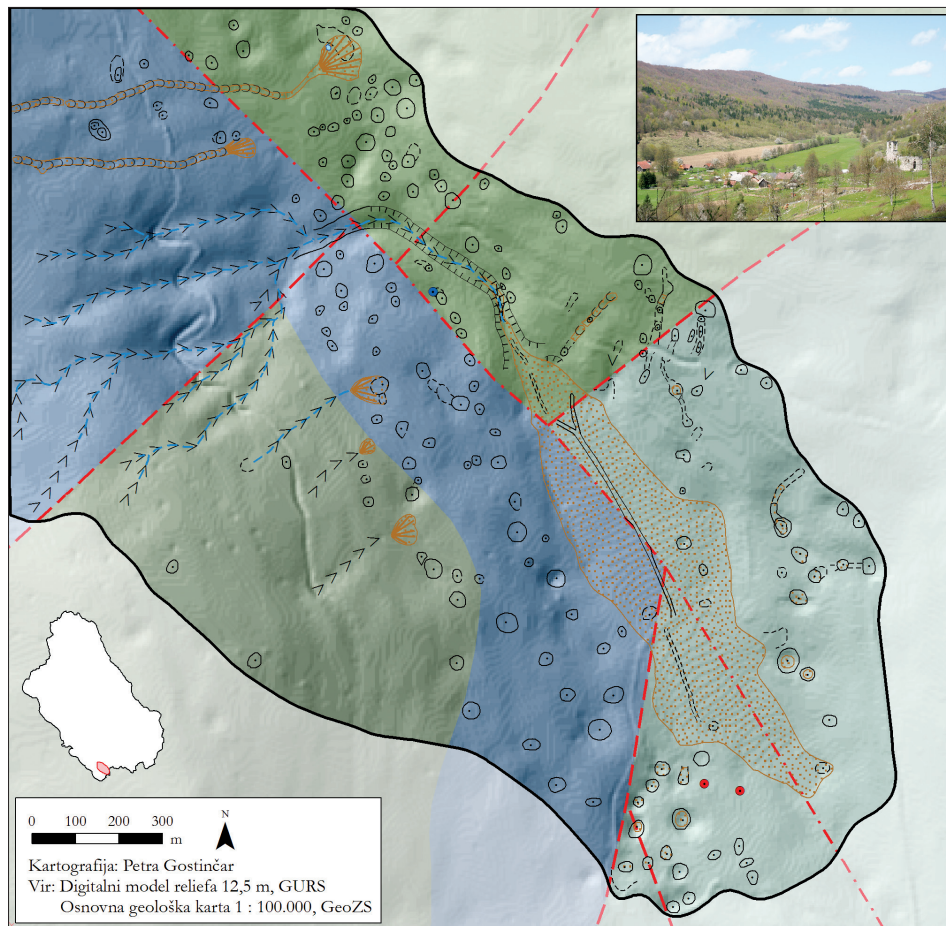 0 100 200 300
m
N
Kartografija: Petra Gostinčar
Vir: Digitalni model reliefa 12,5 m, GURS
Osnovna geološka karta 1 : 100.000, GeoZS